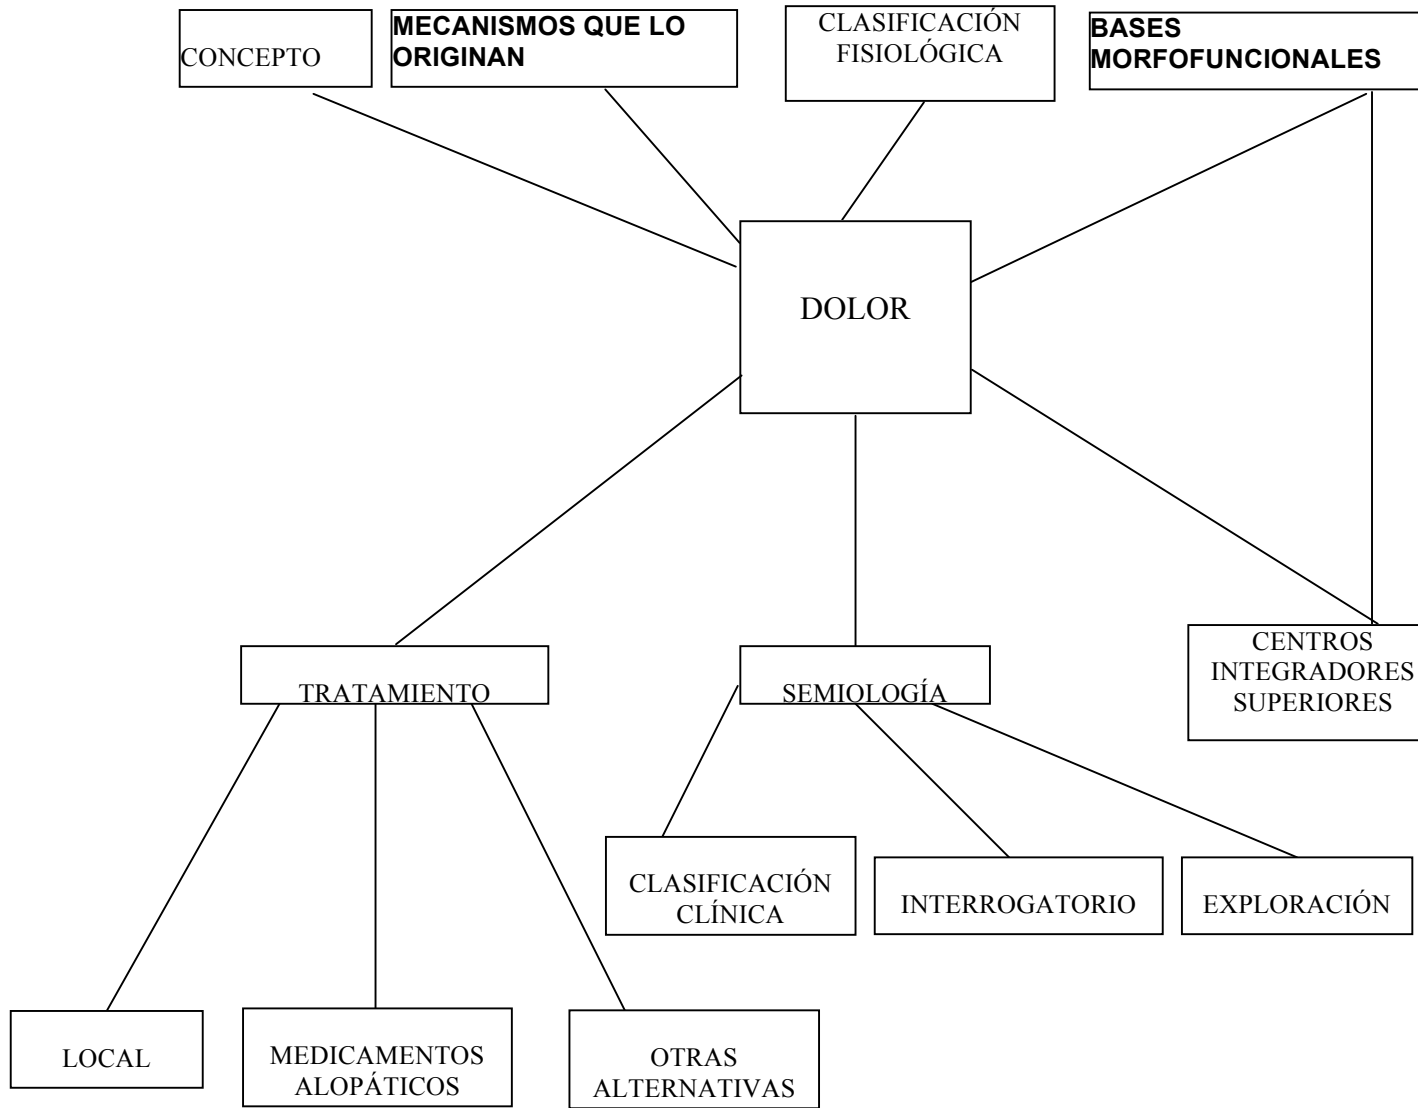 CONCEPTO
MECANISMOS QUE LO
ORIGINAN
CLASIFICACIÓN
FISIOLÓGICA
BASES
MORFOFUNCIONALES
DOLOR
TRATAMIENTO
SEMIOLOGÍA
CENTROS
INTEGRADORES
SUPERIORES
CLASIFICACIÓN
CLÍNICA
INTERROGATORIO
EXPLORACIÓN
LOCAL
MEDICAMENTOS
ALOPÁTICOS
OTRAS
ALTERNATIVAS